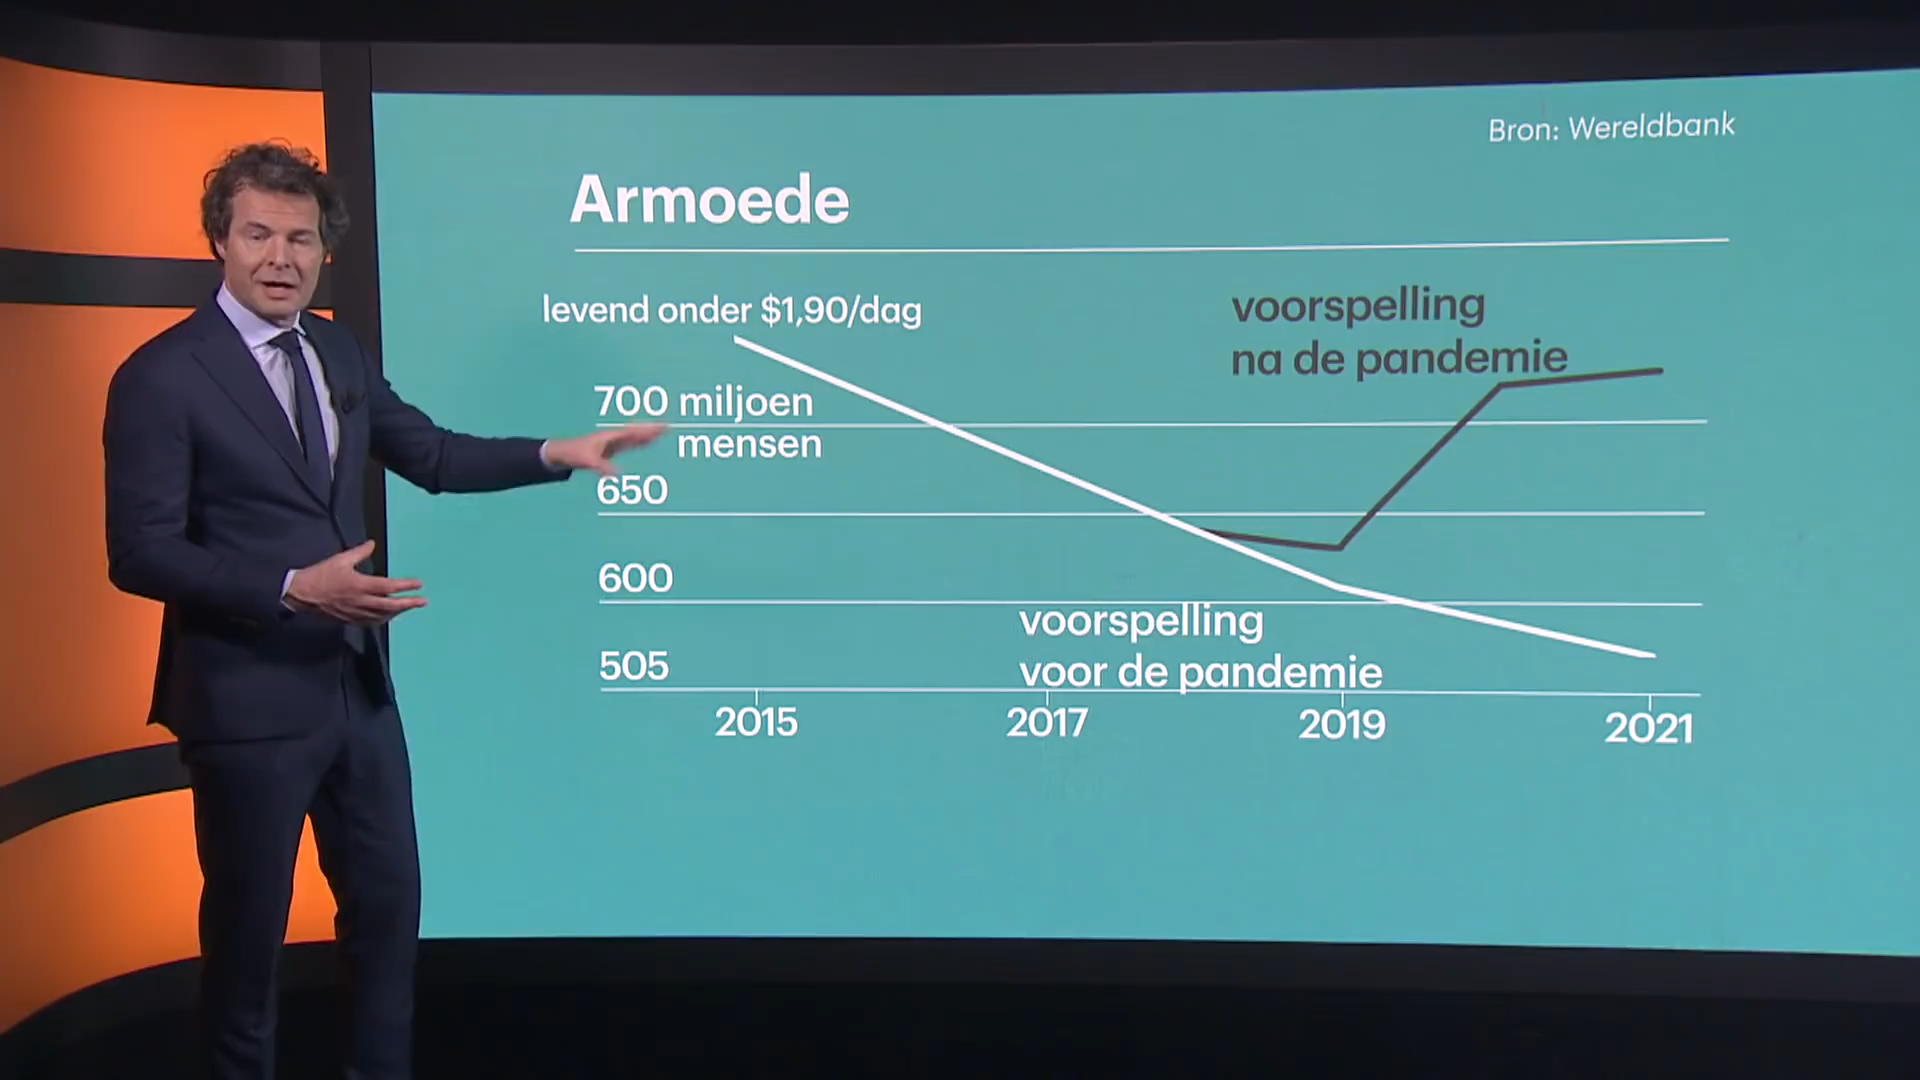 Bron: Wereldbank
Armoede
levend onder $1,90/dag
voorspelling
na de pandemie
700 miljoen
mensen
650
600
voorspelling
voor de pandemie
505
2015 2017 2019 2021